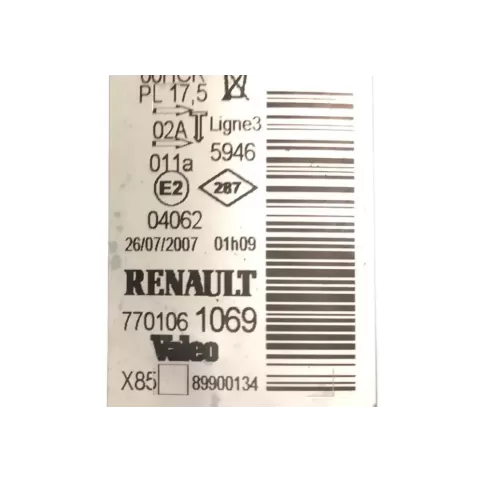 00HCR
PL 17,5
02A Ligne3
011a 5946
E2 287
04062
26/07/2007 01h09
RENAULT
770106 1069
Valeo
X85 89900134